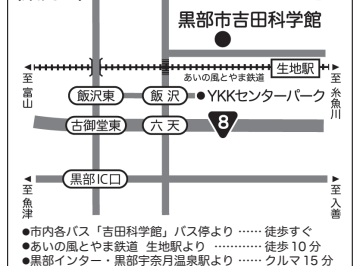 黒部市吉田科学館
生地駅
あいの風とやま鉄道
至富山
至糸魚川
飯沢東
飯沢
●YKKセンターパーク
古御堂東
六天
8
黒部IC口
至魚津
至入善
●市内各バス「吉田科学館」バス停より …… 徒歩すぐ
●あいの風とやま鉄道 生地駅より ………… 徒歩10分
●黒部インター・黒部宇奈月温泉駅より …… クルマ15分